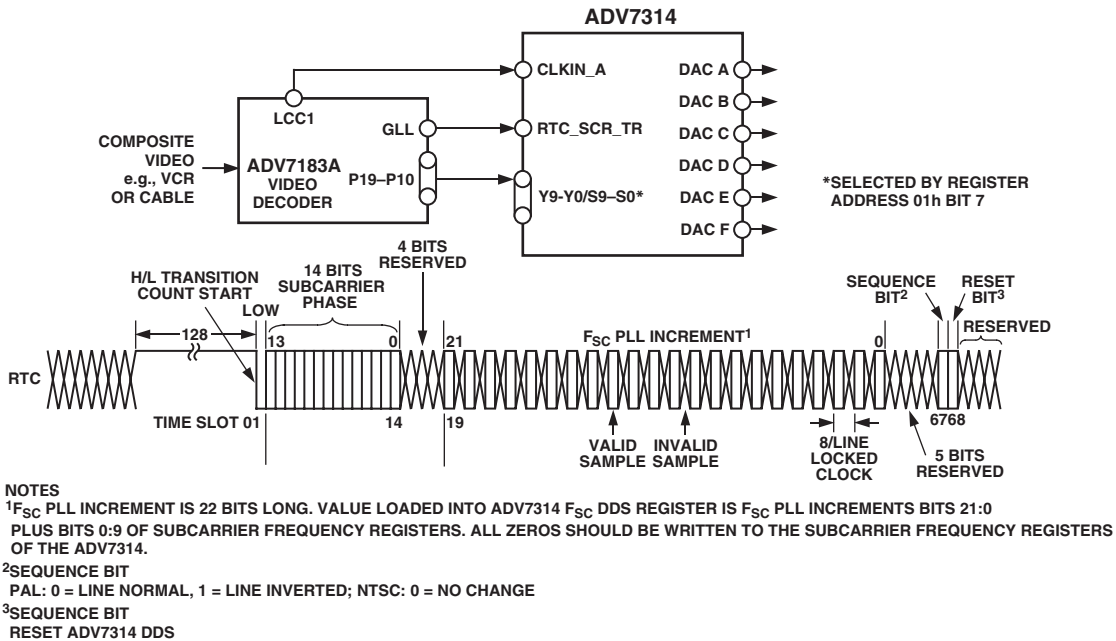 ADV7314
CLKIN_A
DAC A
LCC1
DAC B
COMPOSITE
VIDEO
e.g., VCR
OR CABLE
GLL
RTC_SCR_TR
DAC C
ADV7183A
VIDEO
DECODER
P19–P10
DAC D
Y9-Y0/S9–S0*
DAC E
DAC F
*SELECTED BY REGISTER
ADDRESS 01h BIT 7
H/L TRANSITION
COUNT START
LOW
14 BITS
SUBCARRIER
PHASE
4 BITS
RESERVED
SEQUENCE
BIT2
RESET
BIT3
RESERVED
128
13
0
21
FSC PLL INCREMENT1
0
RTC
TIME SLOT 01
14
19
VALID
SAMPLE
INVALID
SAMPLE
8/LINE
LOCKED
CLOCK
5 BITS
RESERVED
6768
NOTES
1FSC PLL INCREMENT IS 22 BITS LONG. VALUE LOADED INTO ADV7314 FSC DDS REGISTER IS FSC PLL INCREMENTS BITS 21:0
PLUS BITS 0:9 OF SUBCARRIER FREQUENCY REGISTERS. ALL ZEROS SHOULD BE WRITTEN TO THE SUBCARRIER FREQUENCY REGISTERS
OF THE ADV7314.
2SEQUENCE BIT
PAL: 0 = LINE NORMAL, 1 = LINE INVERTED; NTSC: 0 = NO CHANGE
3SEQUENCE BIT
RESET ADV7314 DDS